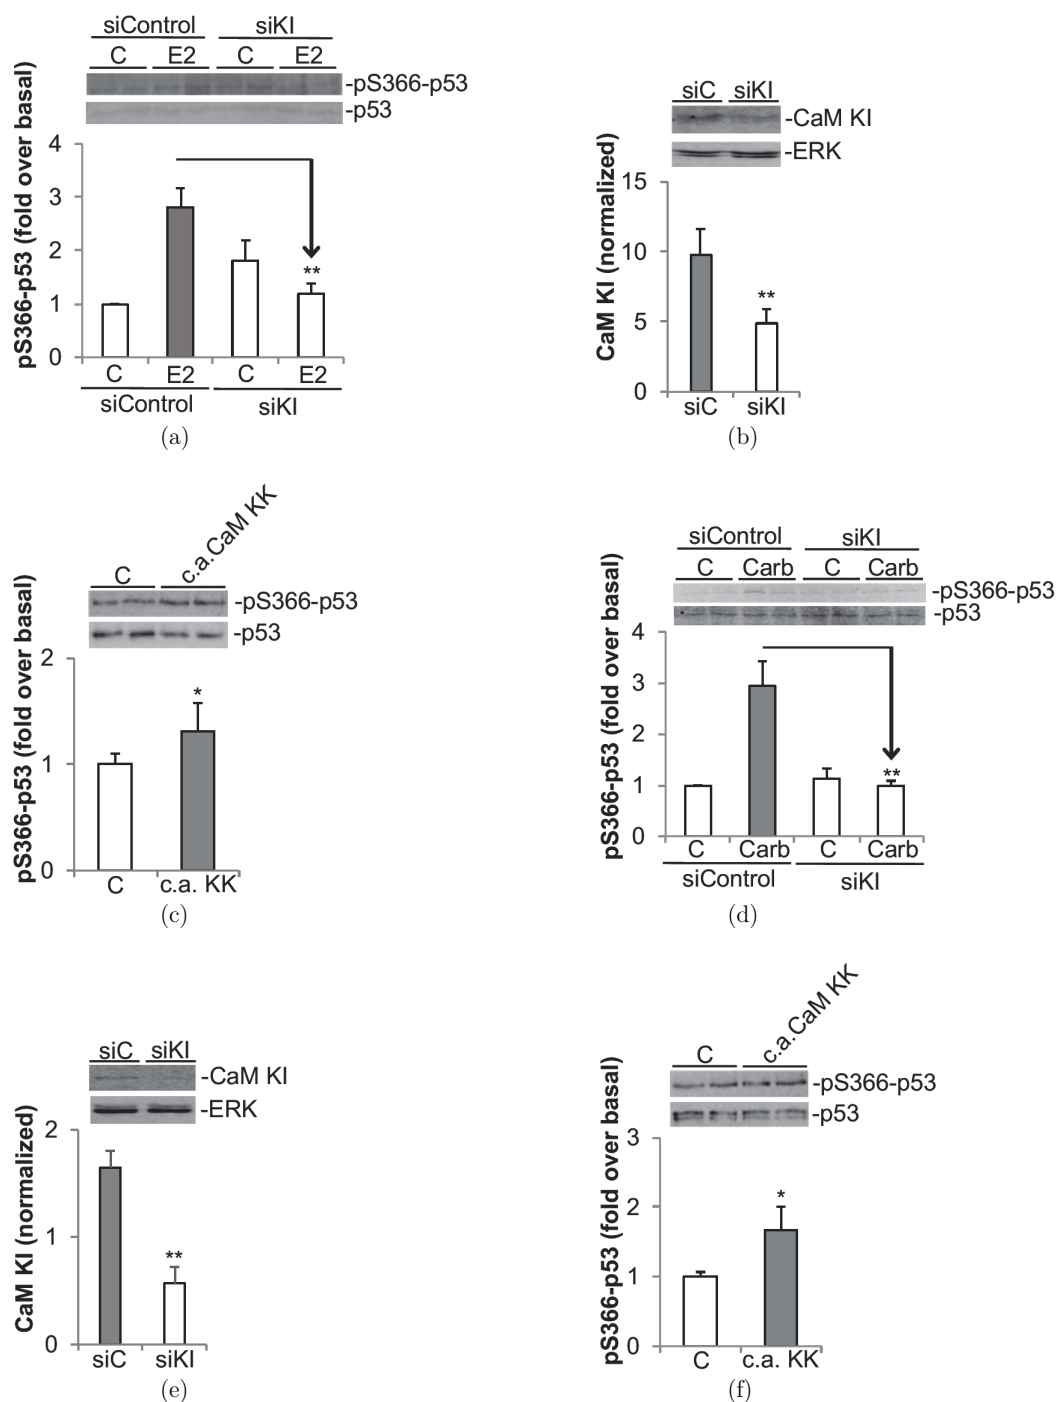 siControl siKI
C E2 C E2
-pS366-p53
-p53
pS366-p53 (fold over basal)
4
3
2
1
0
**
C E2 C E2
siControl siKI
(a)
siC siKI
-CaM KI
-ERK
CaM KI (normalized)
15
10
5
0
**
siC siKI
(b)
C c.a.CaM KK
-pS366-p53
-p53
pS366-p53 (fold over basal)
2
1
0
*
C c.a. KK
(c)
siControl siKI
C Carb C Carb
-pS366-p53
-p53
pS366-p53 (fold over basal)
4
3
2
1
0
**
C Carb C Carb
siControl siKI
(d)
siC siKI
-CaM KI
-ERK
CaM KI (normalized)
2
1
0
**
siC siKI
(e)
C c.a.CaM KK
-pS366-p53
-p53
pS366-p53 (fold over basal)
3
2
1
0
*
C c.a. KK
(f)